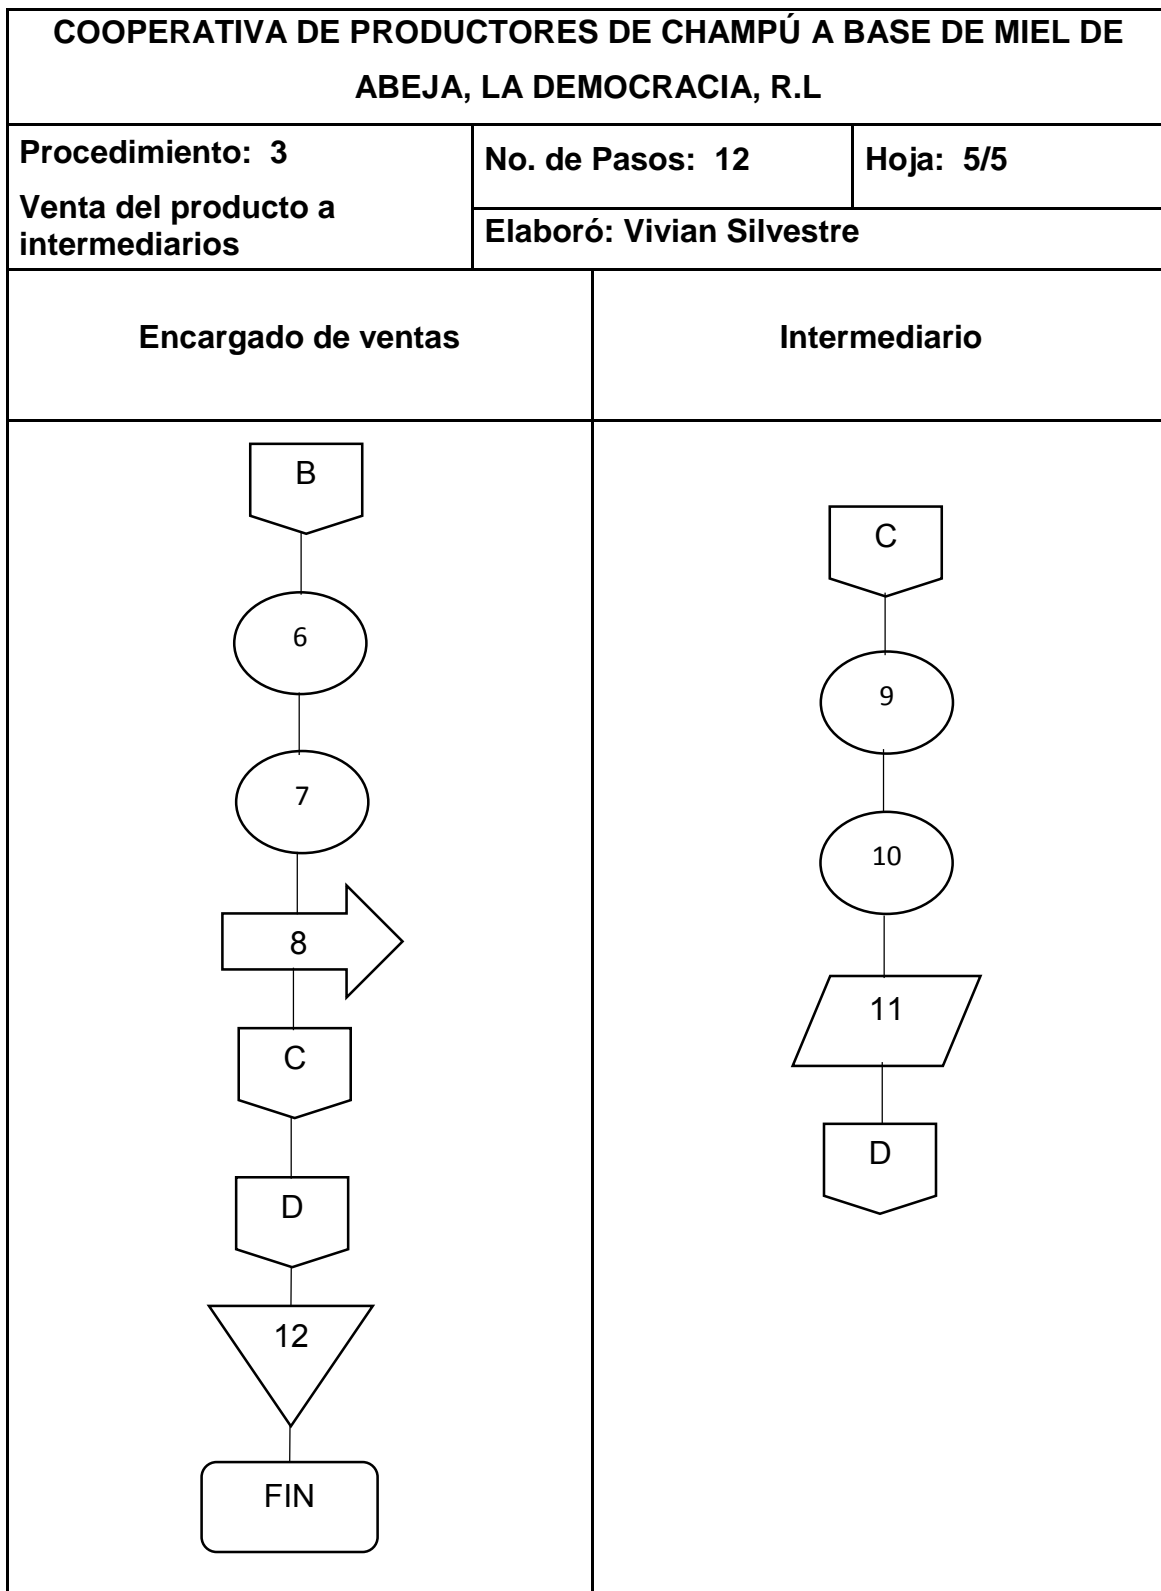 COOPERATIVA DE PRODUCTORES DE CHAMPÚ A BASE DE MIEL DE
ABEJA, LA DEMOCRACIA, R.L
Procedimiento: 3
Venta del producto a
intermediarios
No. de Pasos: 12
Hoja: 5/5
Elaboró: Vivian Silvestre
Encargado de ventas
Intermediario
B
6
7
8
C
D
12
FIN
C
9
10
11
D